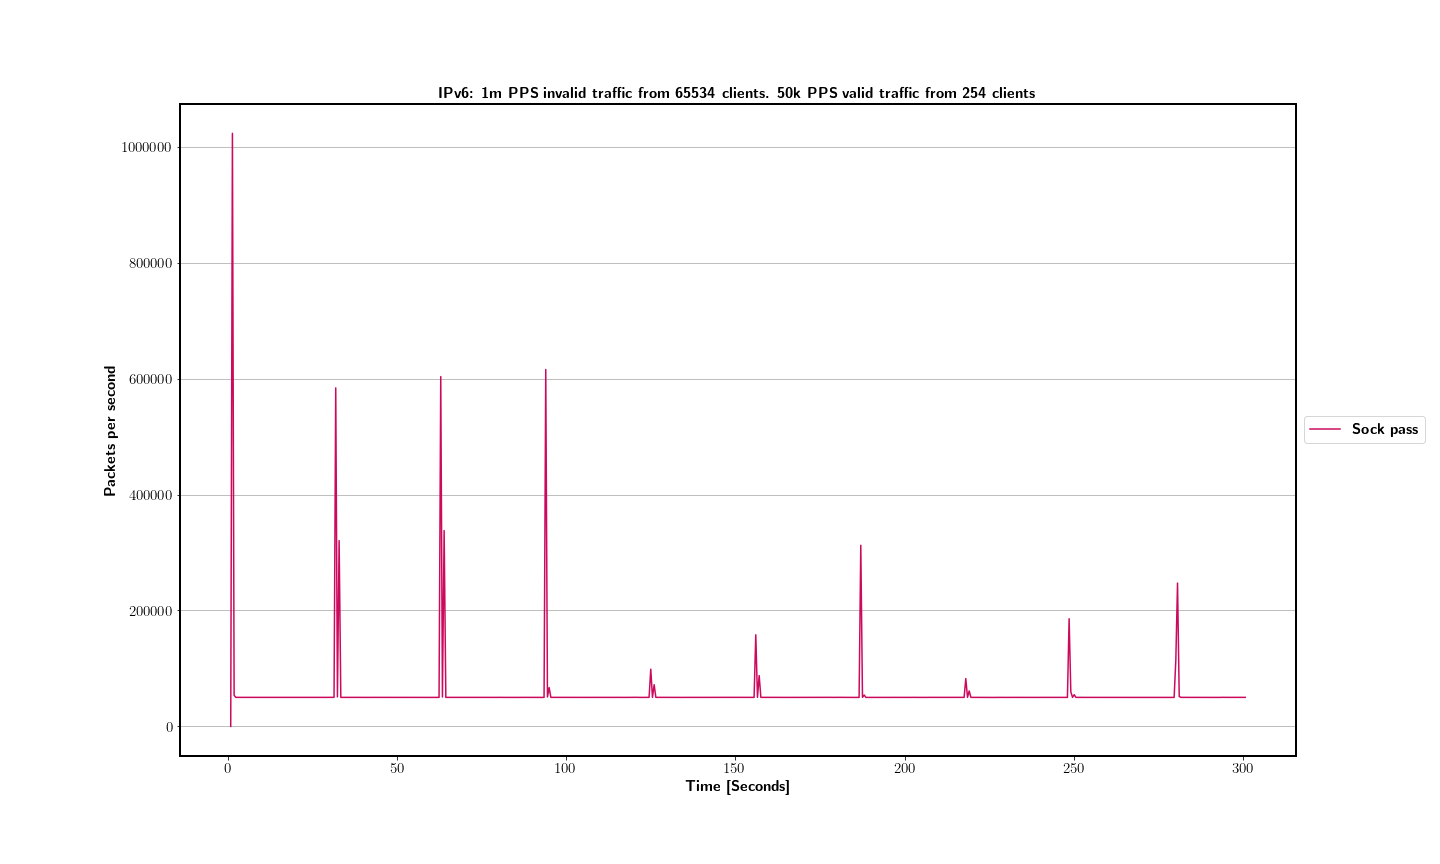 IPv6: 1m PPS invalid traffic from 65534 clients. 50k PPS valid traffic from 254 clients
1000000
800000
600000
400000
200000
0
Packets per second
0 50 100 150 200 250 300
Time [Seconds]
Sock pass